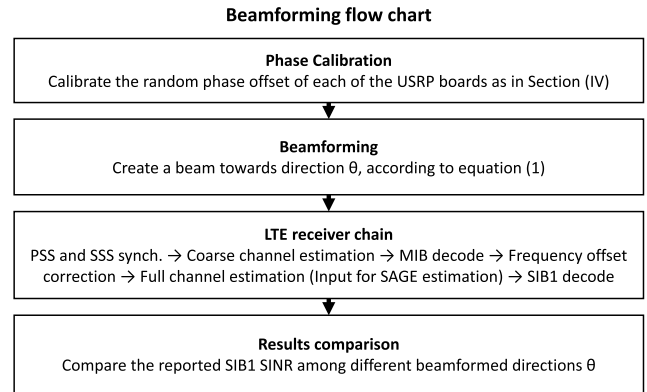 Beamforming flow chart
Phase Calibration
Calibrate the random phase offset of each of the USRP boards as in Section (IV)
Beamforming
Create a beam towards direction θ, according to equation (1)
LTE receiver chain
PSS and SSS synch. → Coarse channel estimation → MIB decode → Frequency offset
correction → Full channel estimation (Input for SAGE estimation) → SIB1 decode
Results comparison
Compare the reported SIB1 SINR among different beamformed directions θ